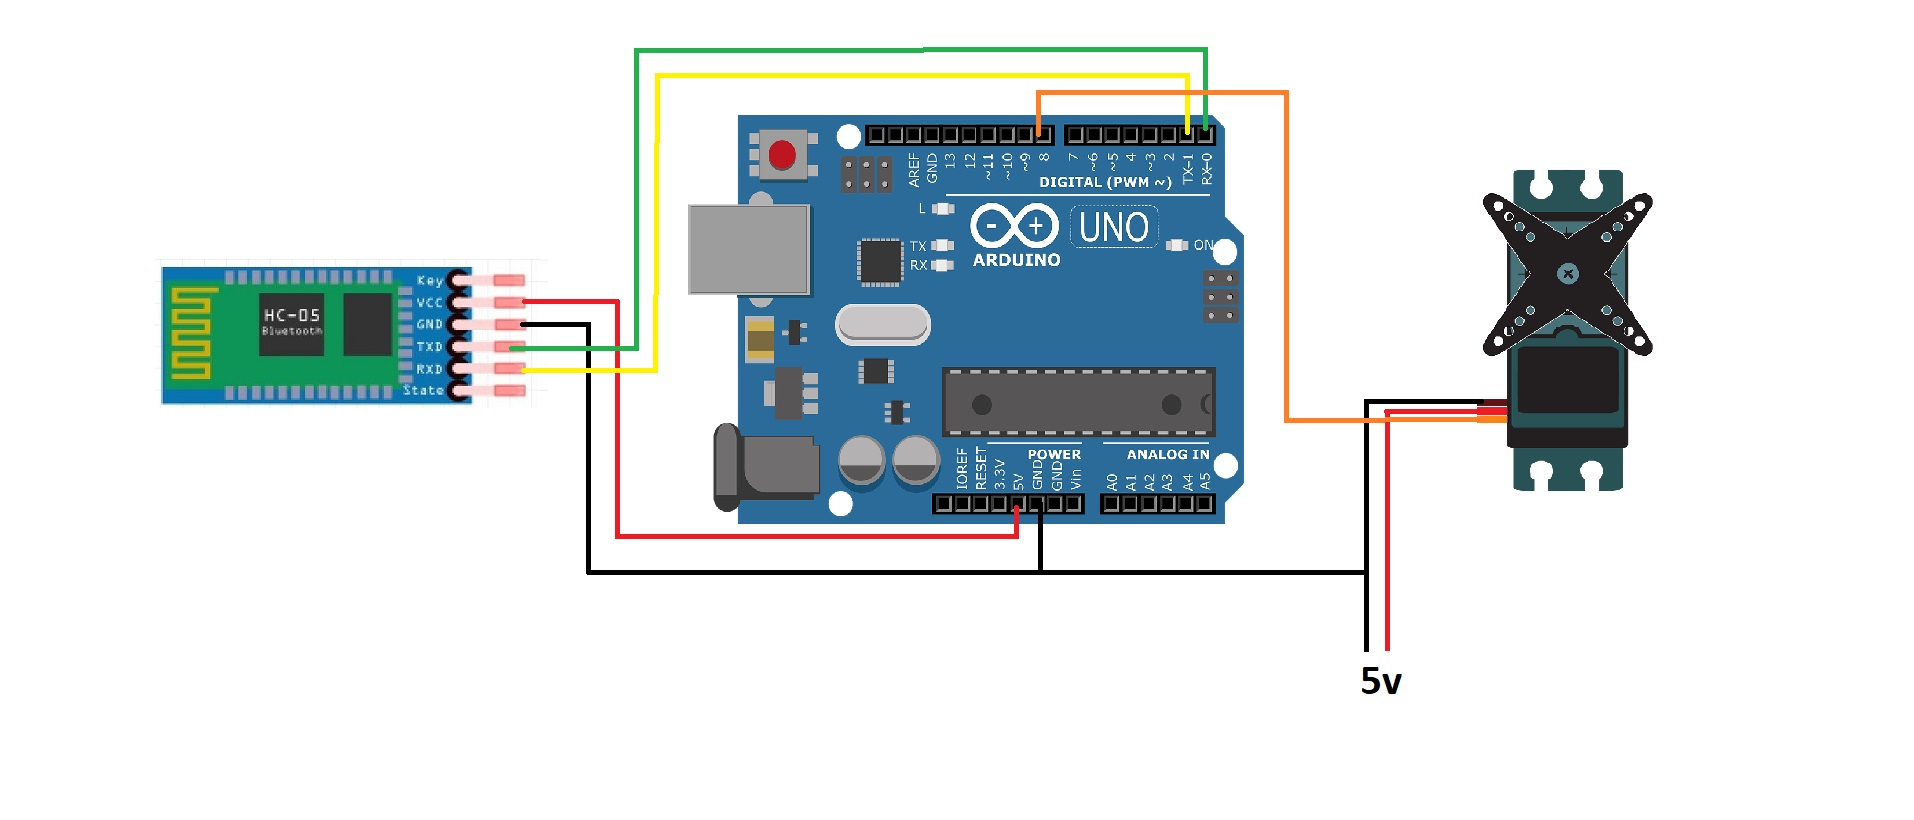 AREF
GND
13
12
~11
~10
~9
8
7
~6
~5
4
~3
2
TX-1
RX-0
DIGITAL (PWM ~)
L
TX
RX
UNO
ARDUINO
ON
Key
VCC
GND
TXD
RXD
State
HC-05
Bluetooth
POWER
ANALOG IN
IOREF
RESET
3.3V
5V
GND
GND
Vin
A0
A1
A2
A3
A4
A5
5v